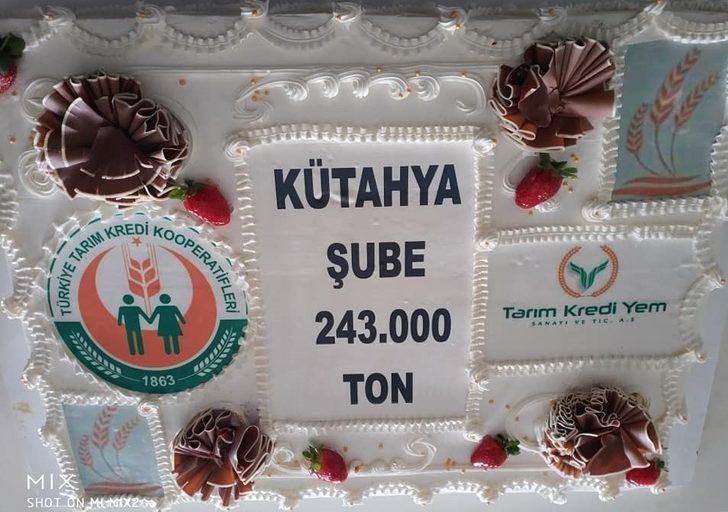 KÜTAHYA
ŞUBE
243.000
TON
TÜRKİYE TARIM KREDİ KOOPERATİFLERİ
1863
Tarım Kredi Yem
SANAYİ VE TİC. A.Ş
MIX
SHOT ON MI MIX2